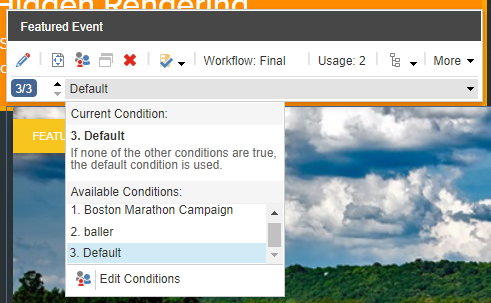 Hidden Rendering
Featured Event
Workflow: Final Usage: 2 More
3/3 Default
Current Condition:
FEATU
3. Default
If none of the other conditions are true,
the default condition is used.
Available Conditions:
1. Boston Marathon Campaign
2. baller
3. Default
Edit Conditions